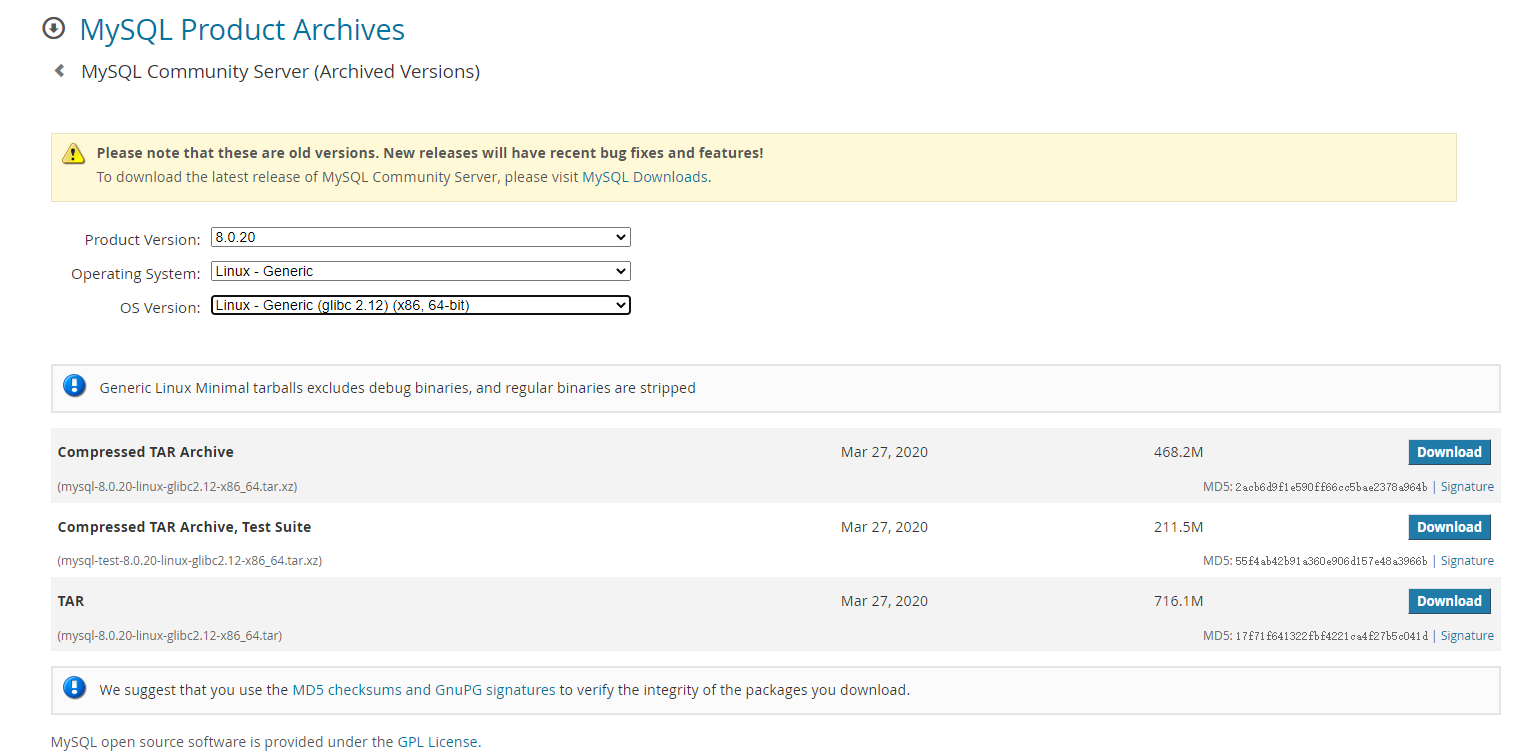 MySQL Product Archives
MySQL Community Server (Archived Versions)
Please note that these are old versions. New releases will have recent bug fixes and features!
To download the latest release of MySQL Community Server, please visit MySQL Downloads.
Product Version: 8.0.20
Operating System: Linux - Generic
OS Version: Linux - Generic (glibc 2.12) (x86, 64-bit)
Generic Linux Minimal tarballs excludes debug binaries, and regular binaries are stripped
Compressed TAR Archive Mar 27, 2020 468.2M Download
(mysql-8.0.20-linux-glibc2.12-x86_64.tar.xz) MD5: 2acb6d9f1e590ff66cc5bae2378a964b | Signature
Compressed TAR Archive, Test Suite Mar 27, 2020 211.5M Download
(mysql-test-8.0.20-linux-glibc2.12-x86_64.tar.xz) MD5: 55f4ab42b91a360e906d157e48a3966b | Signature
TAR Mar 27, 2020 716.1M Download
(mysql-8.0.20-linux-glibc2.12-x86_64.tar) MD5: 17f71f641322fbf4221ca4f27b5c041d | Signature
We suggest that you use the MD5 checksums and GnuPG signatures to verify the integrity of the packages you download.
MySQL open source software is provided under the GPL License.